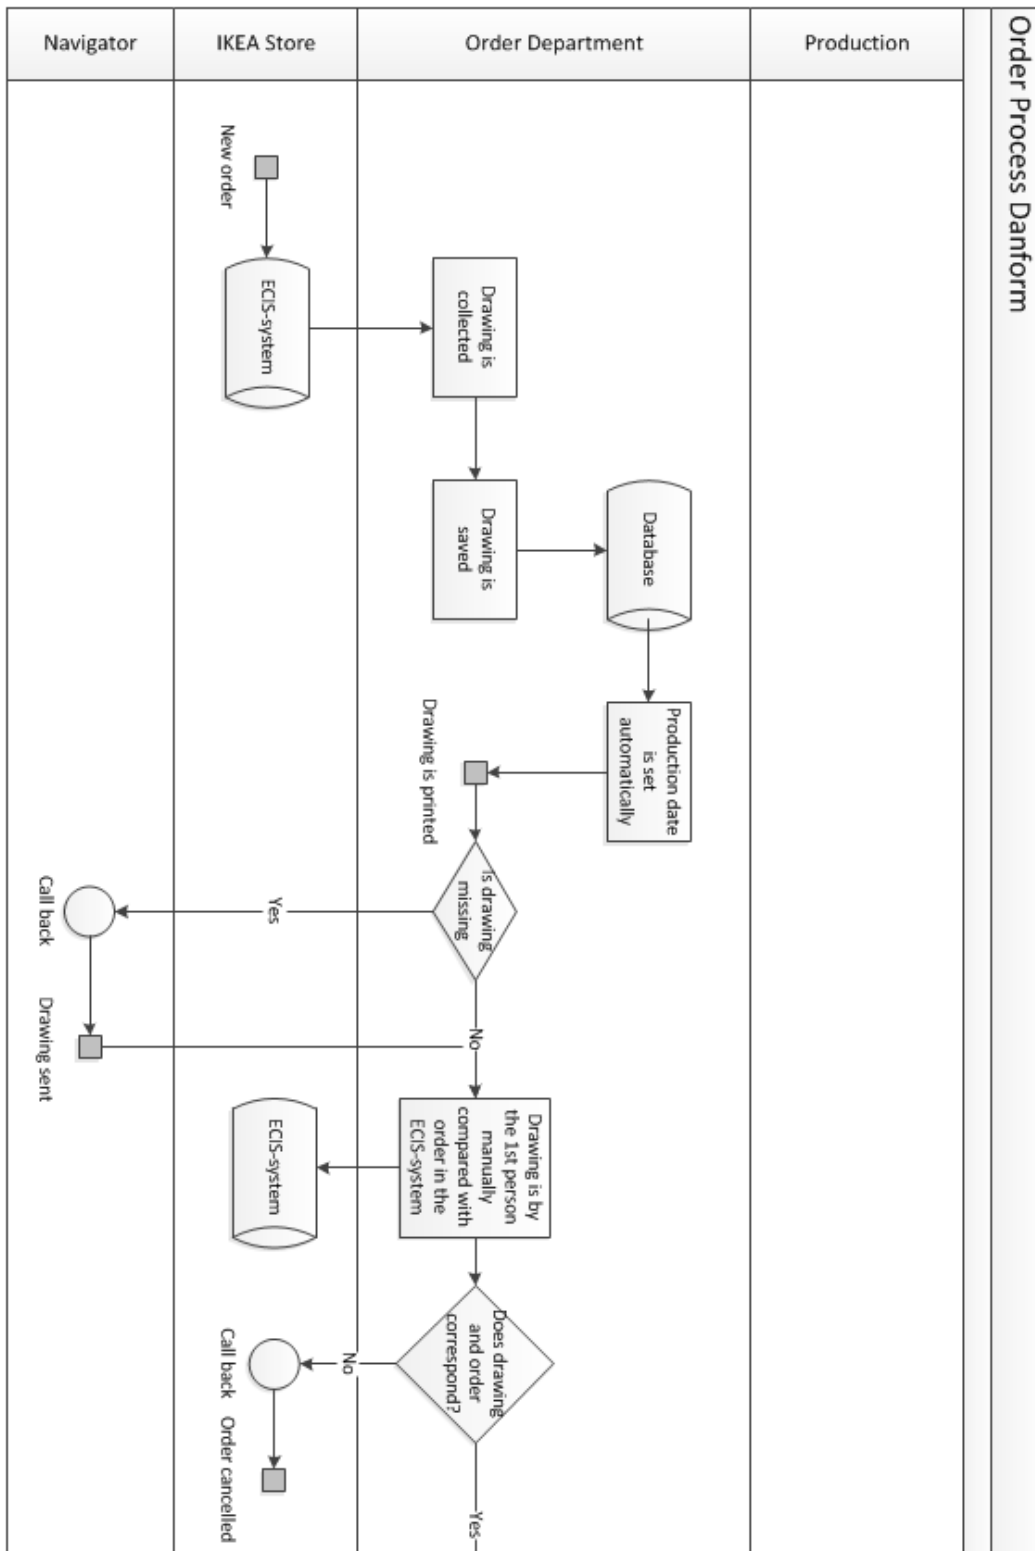 Order Process Danform
Navigator
IKEA Store
Order Department
Production
New order
ECIS-system
Drawing is
collected
Drawing is
saved
Database
Production date
is set
automatically
Drawing is printed
Is drawing
missing
Yes
Call back
Drawing sent
No
Drawing is by
the 1st person
manually
compared with
order in the
ECIS-system
ECIS-system
Does drawing
and order
correspond?
No
Call back
Order cancelled
Yes